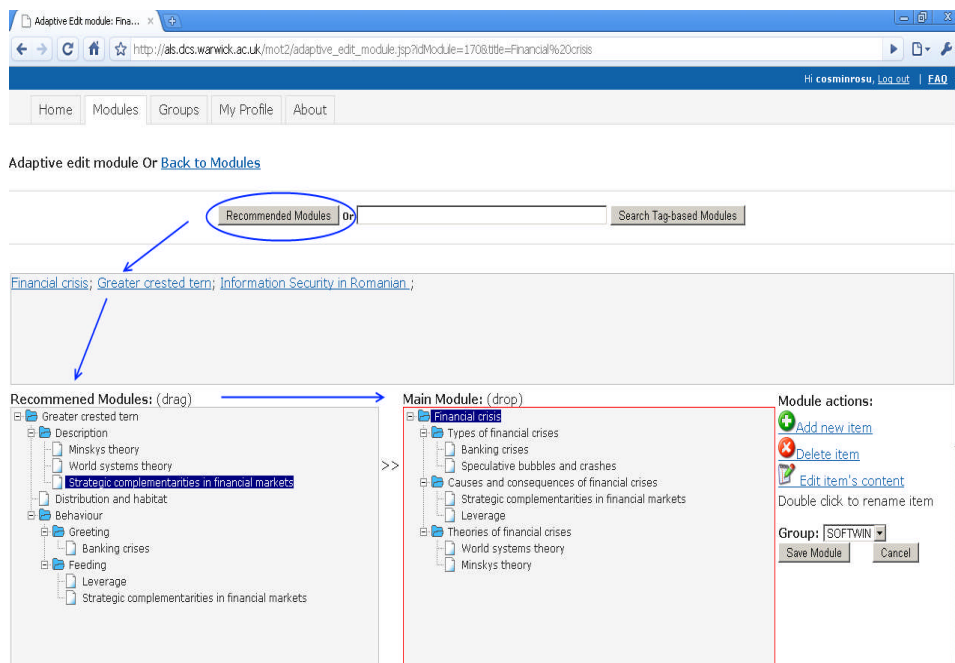 Adaptive Edit module: Fina...
http://als.dcs.warwick.ac.uk/mot2/adaptive_edit_module.jsp?idModule=170&title=Financial%20crisis
Hi cosminrosu, Log out | FAQ
Home Modules Groups My Profile About
Adaptive edit module Or Back to Modules
Recommended Modules Or Search Tag-based Modules
Financial crisis; Greater crested tern; Information Security in Romanian ;
Recommened Modules: (drag)
Greater crested tern
Description
Minskys theory
World systems theory
Strategic complementarities in financial markets
Distribution and habitat
Behaviour
Greeting
Banking crises
Feeding
Leverage
Strategic complementarities in financial markets
>>
Main Module: (drop)
Financial crisis
Types of financial crises
Banking crises
Speculative bubbles and crashes
Causes and consequences of financial crises
Strategic complementarities in financial markets
Leverage
Theories of financial crises
World systems theory
Minskys theory
Module actions:
Add new item
Delete item
Edit item's content
Double click to rename item
Group: SOFTWIN
Save Module Cancel